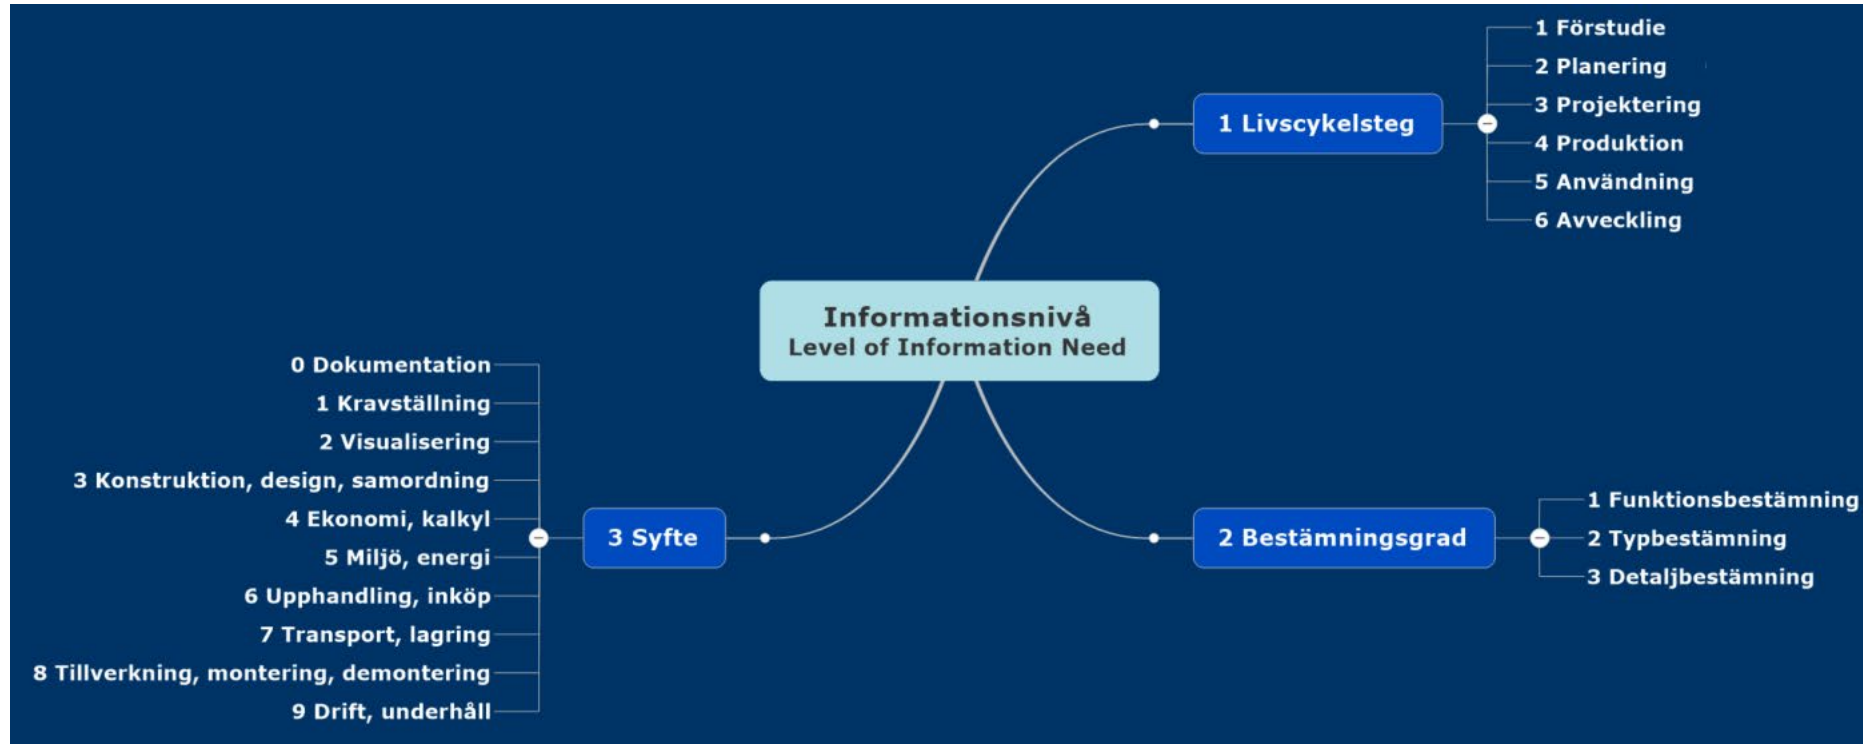 Informationsnivå
Level of Information Need
1 Livscykelsteg
1 Förstudie
2 Planering
3 Projektering
4 Produktion
5 Användning
6 Avveckling
2 Bestämningsgrad
1 Funktionsbestämning
2 Typbestämning
3 Detaljbestämning
3 Syfte
0 Dokumentation
1 Kravställning
2 Visualisering
3 Konstruktion, design, samordning
4 Ekonomi, kalkyl
5 Miljö, energi
6 Upphandling, inköp
7 Transport, lagring
8 Tillverkning, montering, demontering
9 Drift, underhåll